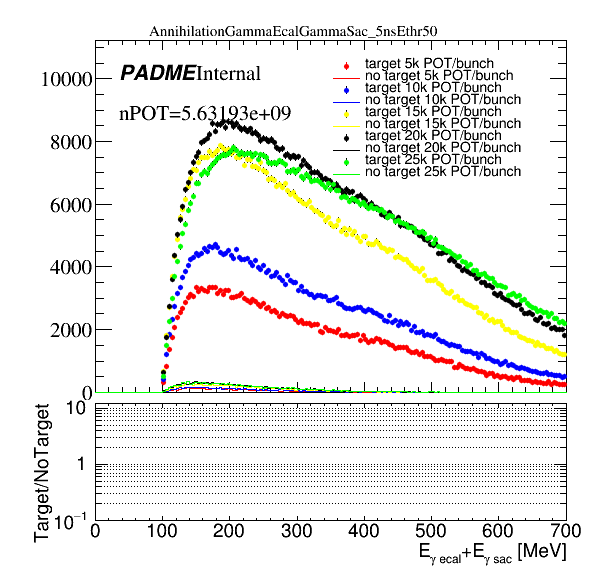 AnnihilationGammaEcalGammaSac_5nsEthr50
PADME Internal
nPOT=5.63193e+09
target 5k POT/bunch
no target 5k POT/bunch
target 10k POT/bunch
no target 10k POT/bunch
target 15k POT/bunch
no target 15k POT/bunch
target 20k POT/bunch
no target 20k POT/bunch
target 25k POT/bunch
no target 25k POT/bunch
10000
8000
6000
4000
2000
0
Target/NoTarget
10
1
10⁻¹
0 100 200 300 400 500 600 700
Eγ ecal+Eγ sac [MeV]